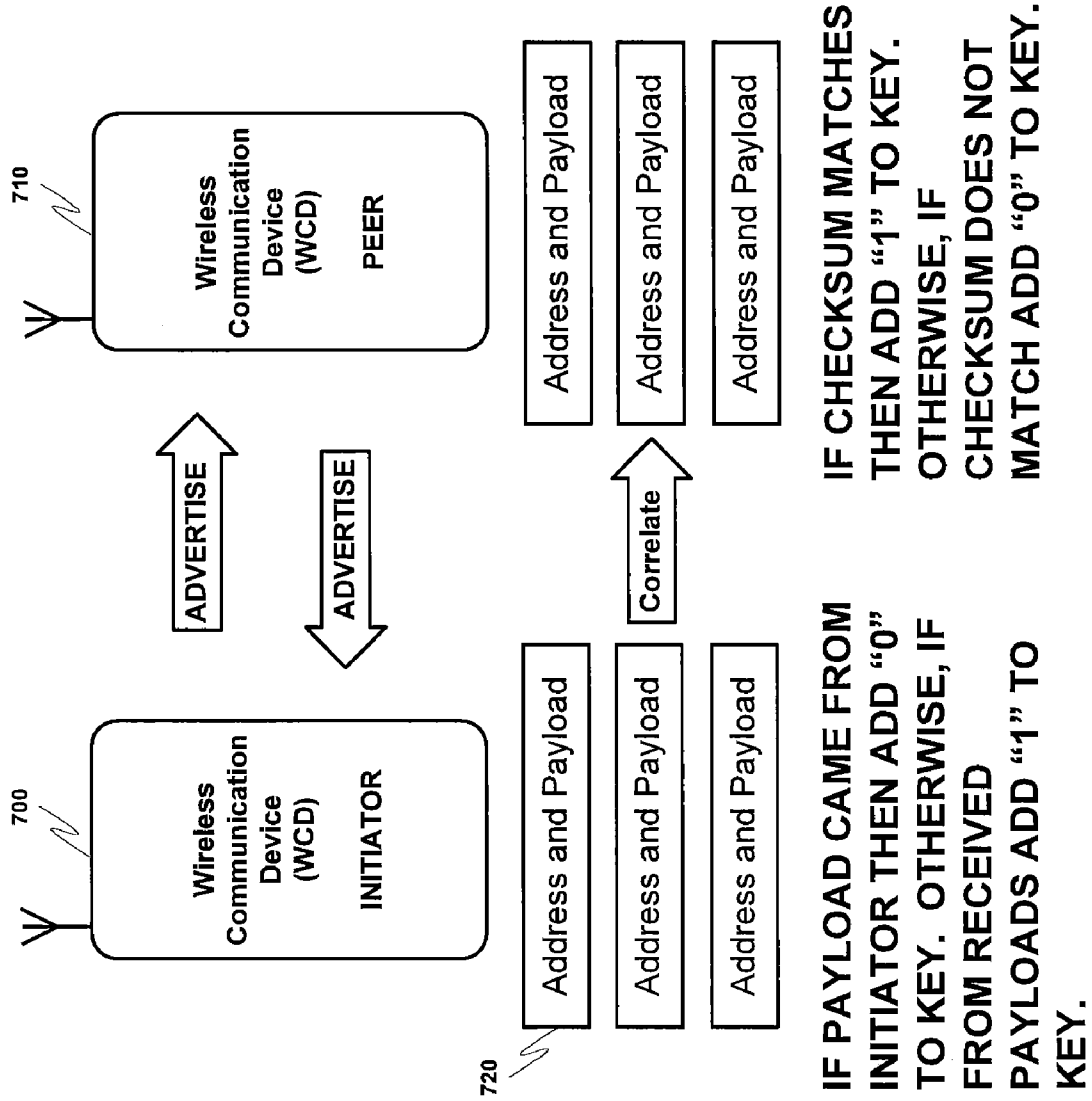 700
Wireless
Communication
Device
(WCD)
INITIATOR
ADVERTISE
ADVERTISE
710
Wireless
Communication
Device
(WCD)
PEER
720
Address and Payload
Address and Payload
Address and Payload
Correlate
Address and Payload
Address and Payload
Address and Payload
IF PAYLOAD CAME FROM
INITIATOR THEN ADD “0”
TO KEY. OTHERWISE, IF
FROM RECEIVED
PAYLOADS ADD “1” TO
KEY.
IF CHECKSUM MATCHES
THEN ADD “1” TO KEY.
OTHERWISE, IF
CHECKSUM DOES NOT
MATCH ADD “0” TO KEY.